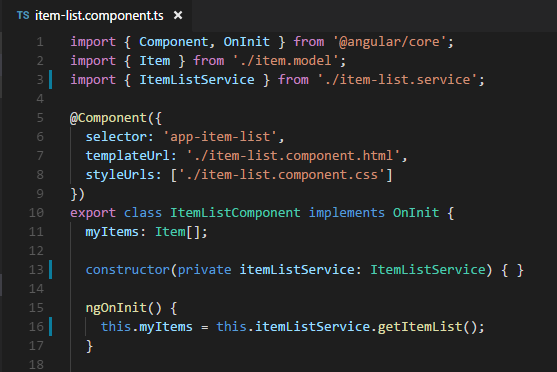 TS item-list.component.ts ×
1 import { Component, OnInit } from '@angular/core';
2 import { Item } from './item.model';
3 import { ItemListService } from './item-list.service';
4
5 @Component({
6   selector: 'app-item-list',
7   templateUrl: './item-list.component.html',
8   styleUrls: ['./item-list.component.css']
9 })
10 export class ItemListComponent implements OnInit {
11   myItems: Item[];
12
13   constructor(private itemListService: ItemListService) { }
14
15   ngOnInit() {
16     this.myItems = this.itemListService.getItemList();
17   }
18